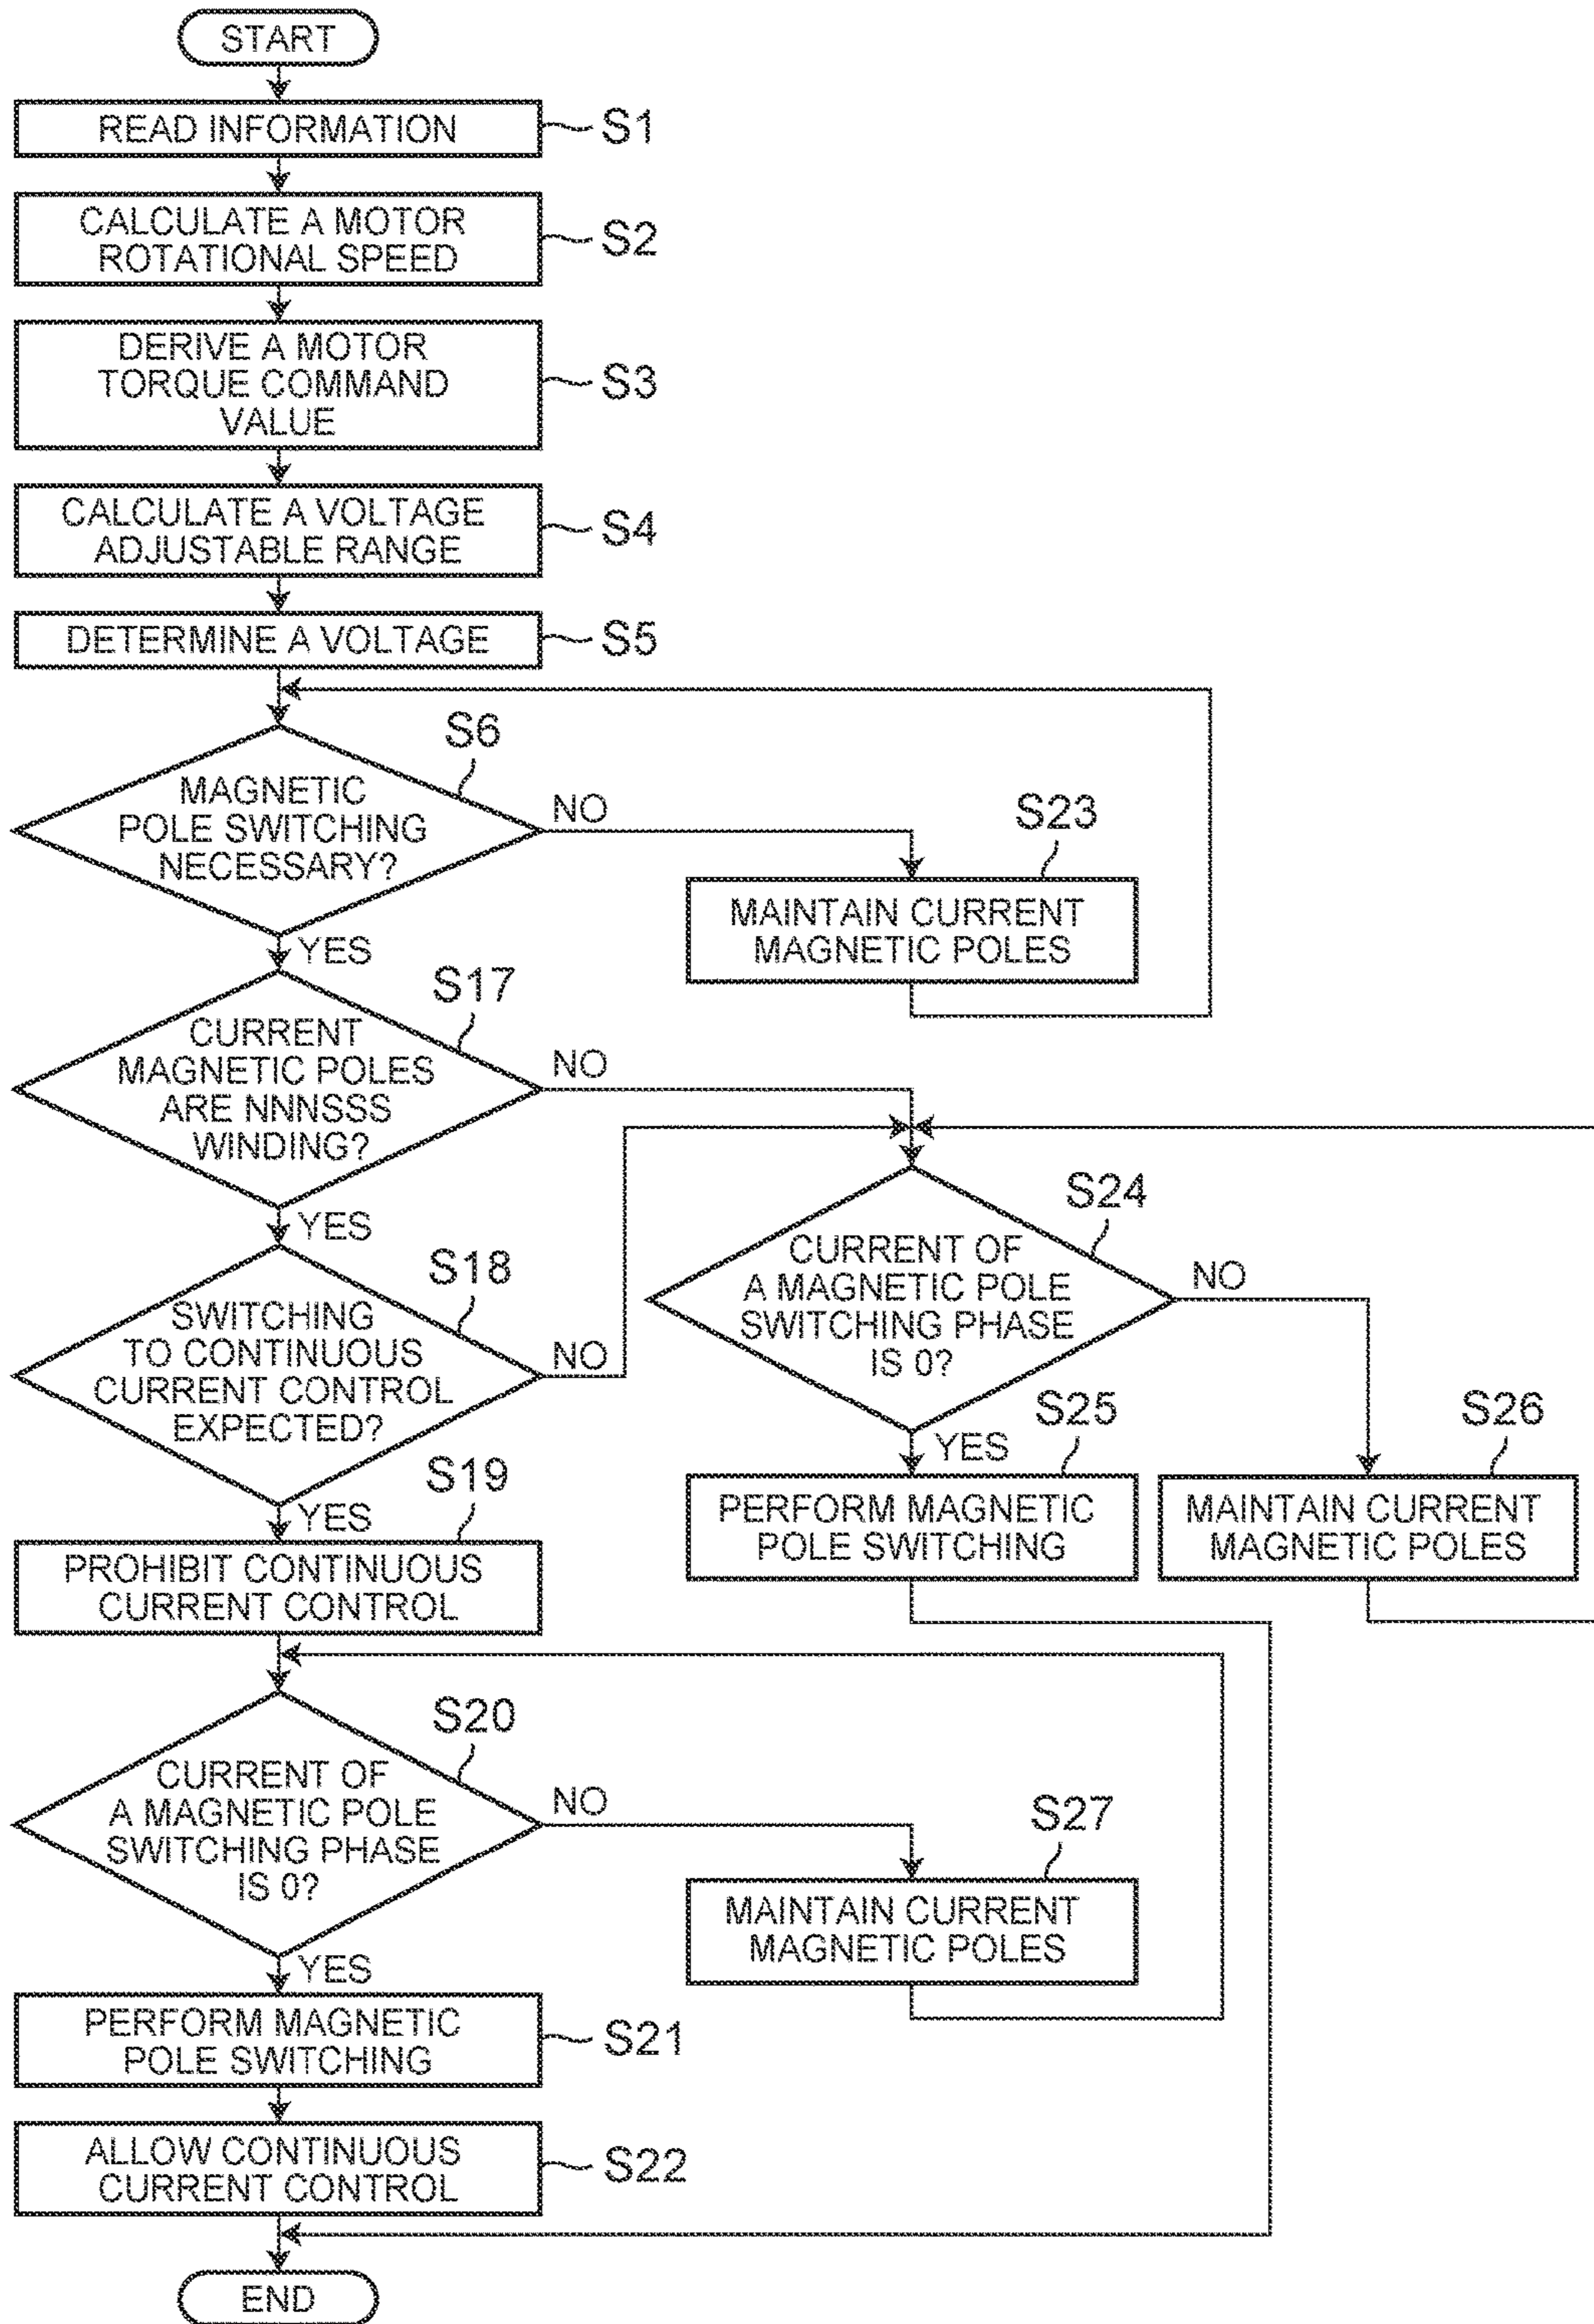 START
READ INFORMATION
S1
CALCULATE A MOTOR
ROTATIONAL SPEED
S2
DERIVE A MOTOR
TORQUE COMMAND
VALUE
S3
CALCULATE A VOLTAGE
ADJUSTABLE RANGE
S4
DETERMINE A VOLTAGE
S5
S6
MAGNETIC
POLE SWITCHING
NECESSARY?
NO
YES
S23
MAINTAIN CURRENT
MAGNETIC POLES
S17
CURRENT
MAGNETIC POLES
ARE NNNSSS
WINDING?
NO
YES
S18
SWITCHING
TO CONTINUOUS
CURRENT CONTROL
EXPECTED?
NO
YES
S24
CURRENT OF
A MAGNETIC POLE
SWITCHING PHASE
IS 0?
NO
YES
S25
PERFORM MAGNETIC
POLE SWITCHING
S26
MAINTAIN CURRENT
MAGNETIC POLES
S19
PROHIBIT CONTINUOUS
CURRENT CONTROL
S20
CURRENT OF
A MAGNETIC POLE
SWITCHING PHASE
IS 0?
NO
YES
S27
MAINTAIN CURRENT
MAGNETIC POLES
PERFORM MAGNETIC
POLE SWITCHING
S21
ALLOW CONTINUOUS
CURRENT CONTROL
S22
END